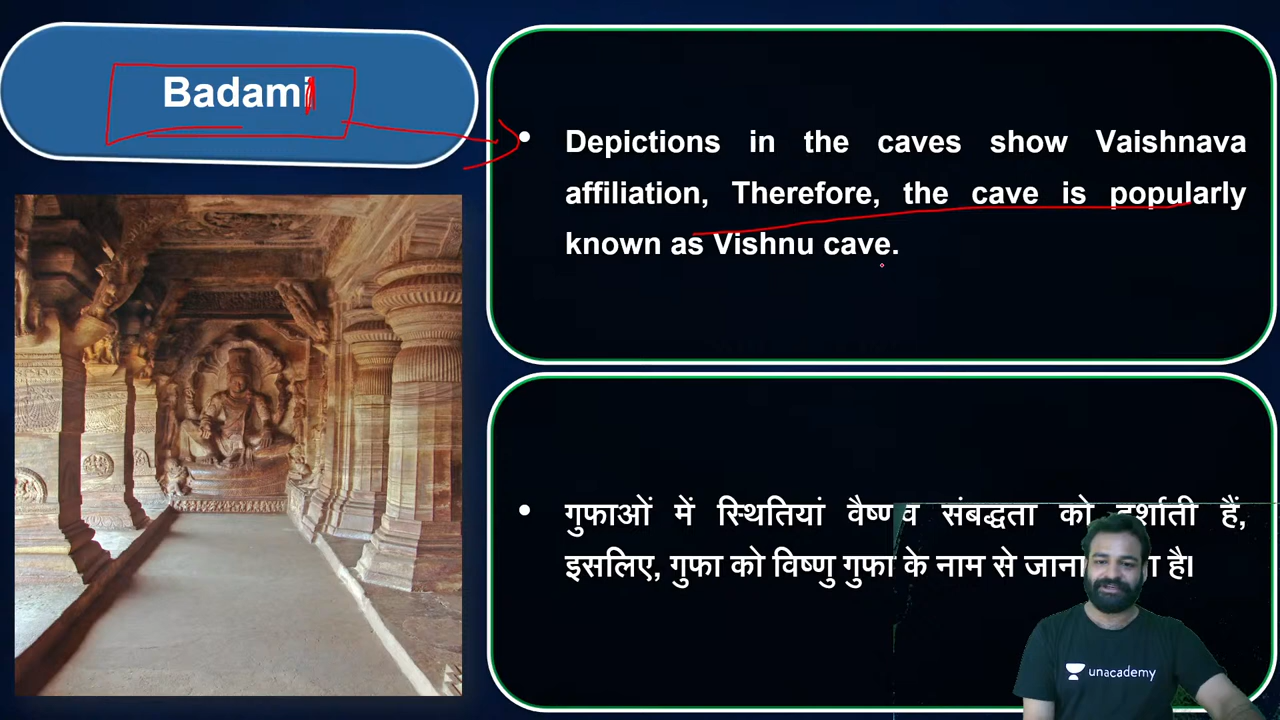 Badami
• Depictions in the caves show Vaishnava
affiliation, Therefore, the cave is popularly
known as Vishnu cave.
• गुफाओं में स्थितियां वैष्णव संबद्धता को दर्शाती हैं,
इसलिए, गुफा को विष्णु गुफा के नाम से जाना है।
unacademy